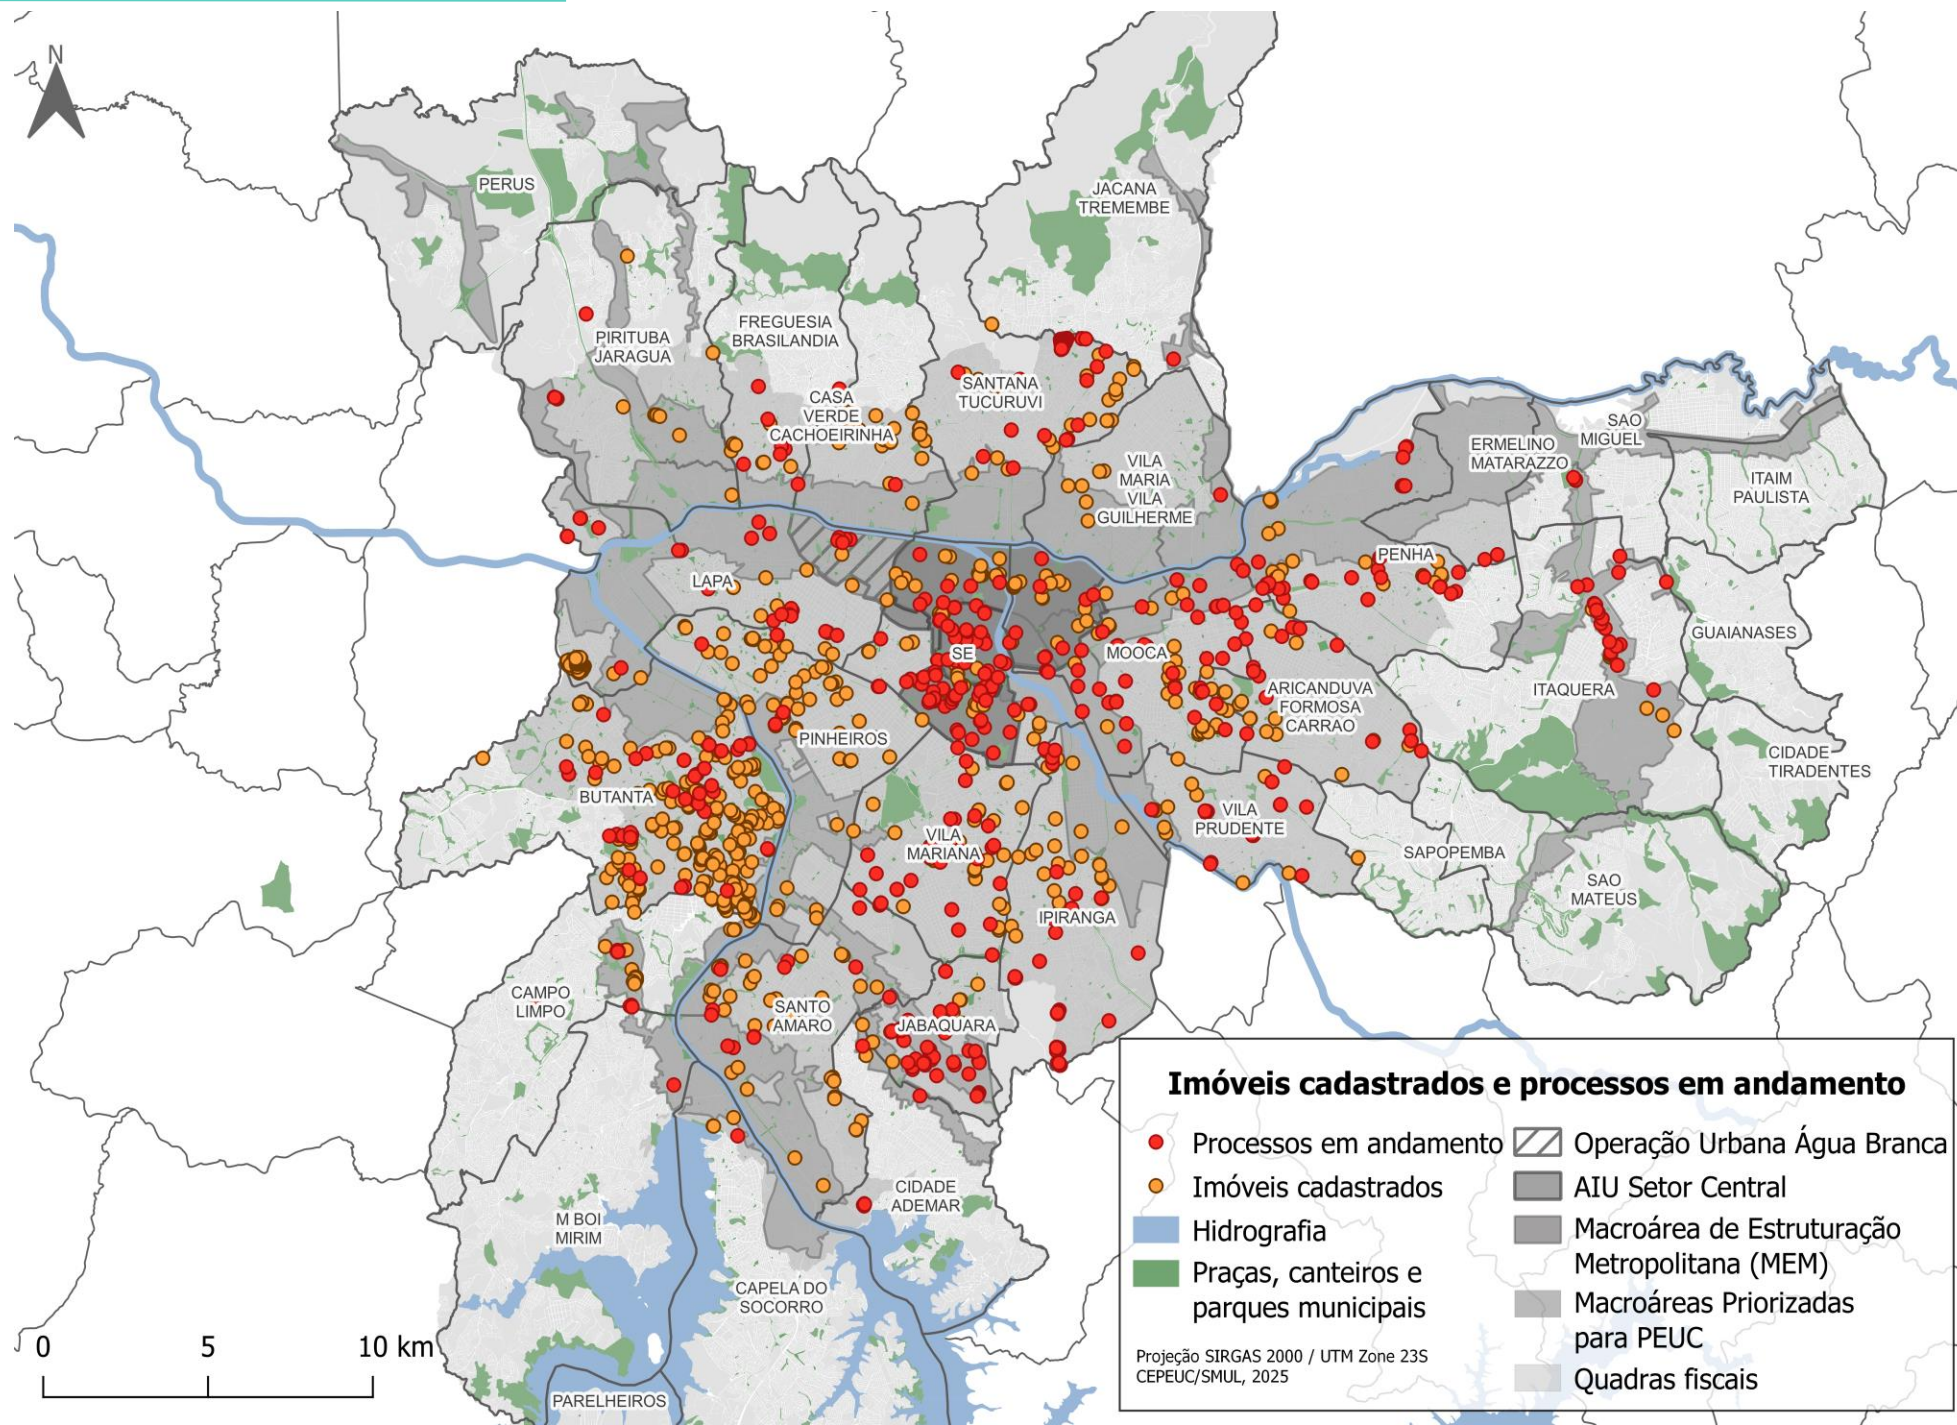 N
PERUS
JACANA
TREMEMBE
PIRITUBA
JARAGUA
FREGUESIA
BRASILANDIA
CASA
VERDE
CACHOEIRINHA
SANTANA
TUCURUVI
VILA
MARIA
VILA
GUILHERME
ERMELINO
MATARAZZO
SAO
MIGUEL
ITAIM
PAULISTA
PENHA
LAPA
SE
MOOCA
GUAIANASES
ITAQUERA
ARICANDUVA
FORMOSA
CARRAO
PINHEIROS
CIDADE
TIRADENTES
BUTANTA
VILA
MARIANA
VILA
PRUDENTE
SAPOPEMBA
SAO
MATEUS
IPIRANGA
CAMPO
LIMPO
SANTO
AMARO
JABAQUARA
CIDADE
ADEMAR
M BOI
MIRIM
CAPELA DO
SOCORRO
PARELHEIROS
0 5 10 km
Imóveis cadastrados e processos em andamento
Processos em andamento
Imóveis cadastrados
Hidrografia
Praças, canteiros e
parques municipais
Operação Urbana Água Branca
AIU Setor Central
Macroárea de Estruturação
Metropolitana (MEM)
Macroáreas Priorizadas
para PEUC
Quadras fiscais
Projeção SIRGAS 2000 / UTM Zone 23S
CEPEUC/SMUL, 2025